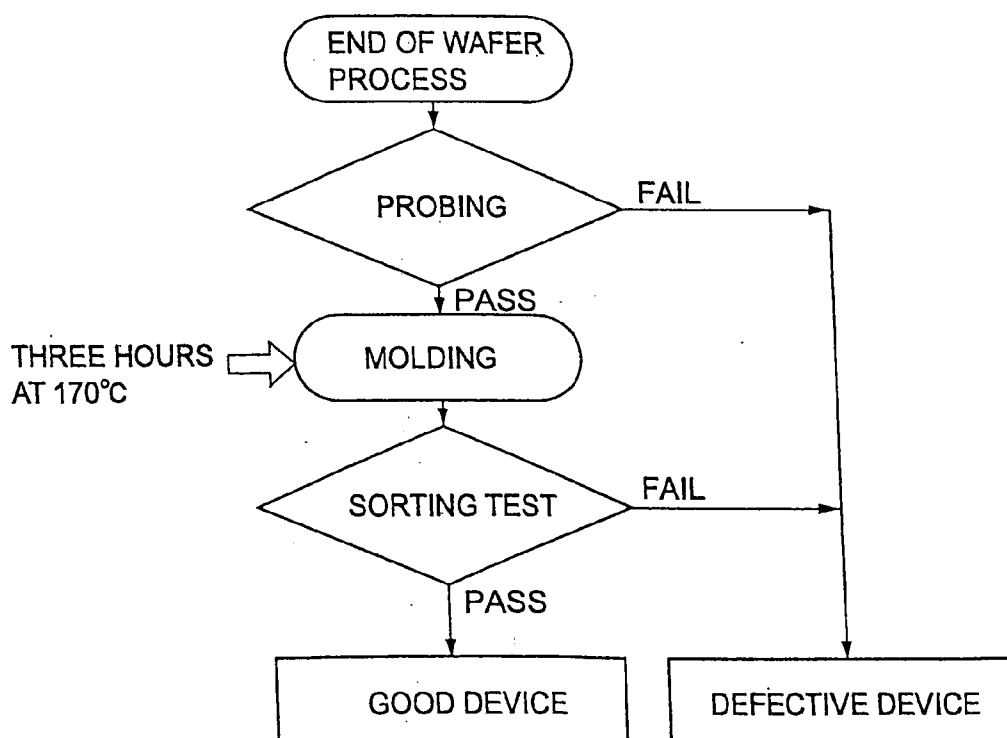 END OF WAFER
PROCESS
PROBING
FAIL
PASS
THREE HOURS
AT 170°C
MOLDING
SORTING TEST
FAIL
PASS
GOOD DEVICE
DEFECTIVE DEVICE